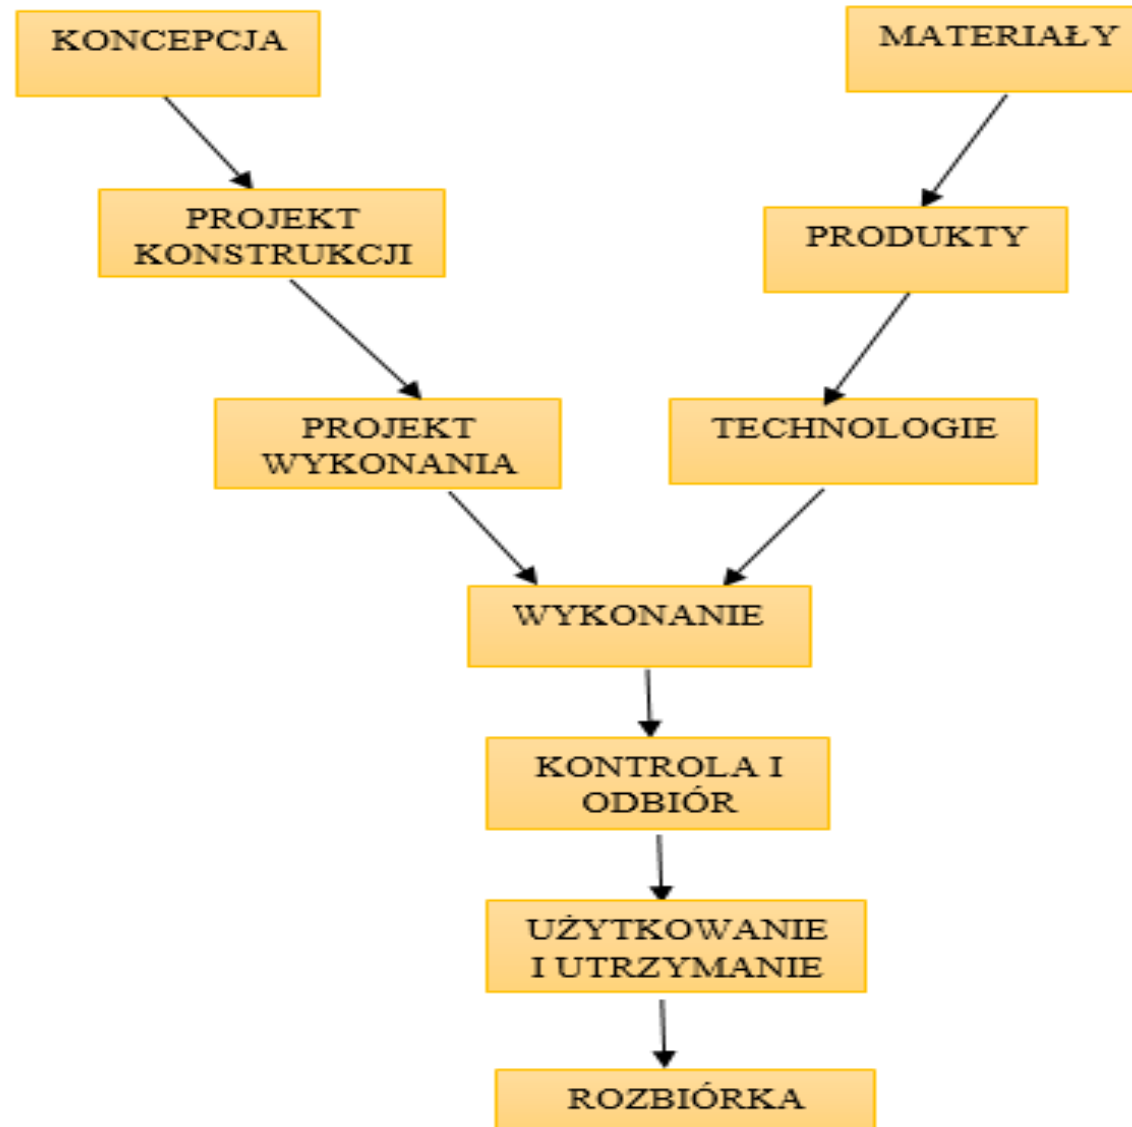 KONCEPCJA
MATERIAŁY
PROJEKT
KONSTRUKCJI
PRODUKTY
PROJEKT
WYKONANIA
TECHNOLOGIE
WYKONANIE
KONTROLA I
ODBIÓR
UŻYTKOWANIE
I UTRZYMANIE
ROZBIÓRKA